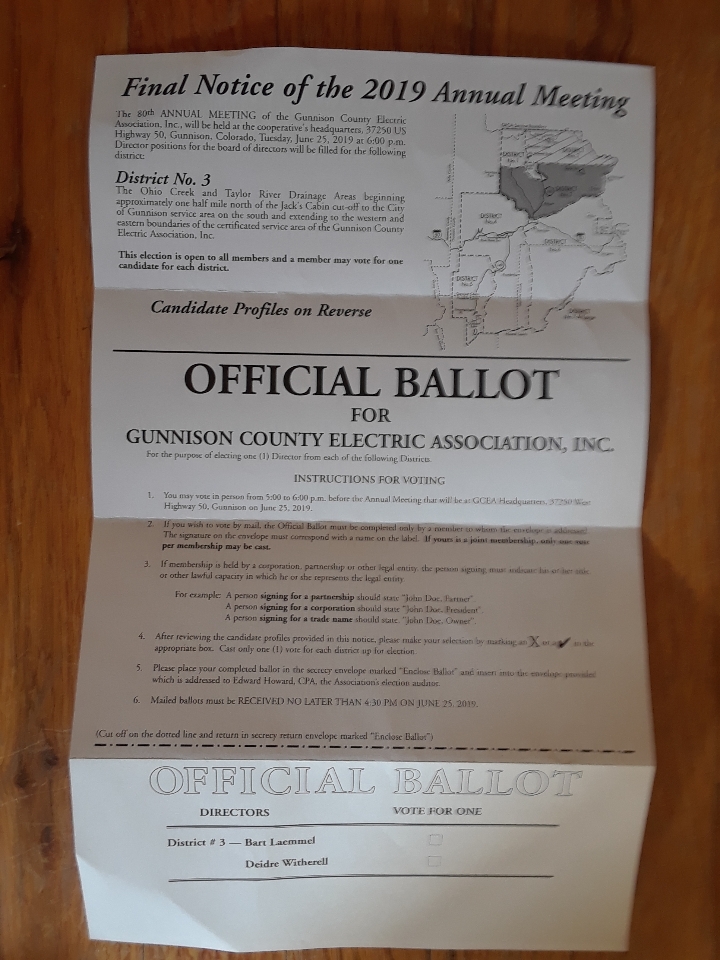 Final Notice of the 2019 Annual Meeting
The 80th ANNUAL MEETING of the Gunnison County Electric
Association, Inc., will be held at the cooperative's headquarters, 37250 US
Highway 50, Gunnison, Colorado, Tuesday, June 25, 2019 at 6:00 p.m.
Director positions for the board of directors will be filled for the following
district:
District No. 3
The Ohio Creek and Taylor River Drainage Areas beginning
approximately one half mile north of the Jack's Cabin cut-off to the City
of Gunnison service area on the south and extending to the western and
eastern boundaries of the certificated service area of the Gunnison County
Electric Association, Inc.
This election is open to all members and a member may vote for one
candidate for each district.
Candidate Profiles on Reverse
DISTRICT
DISTRICT
DISTRICT
DISTRICT
OFFICIAL BALLOT
FOR
GUNNISON COUNTY ELECTRIC ASSOCIATION, INC.
For the purpose of electing one (1) Director from each of the following Districts.
INSTRUCTIONS FOR VOTING
1. You may vote in person from 5:00 to 6:00 p.m. before the Annual Meeting that will be at GCEA Headquarters, 37250 West
Highway 50, Gunnison on June 25, 2019.
2. If you wish to vote by mail, the Official Ballot must be completed only by a member to whom the envelope is addressed.
The signature on the envelope must correspond with a name on the label. If yours is a joint membership, only one vote
per membership may be cast.
3. If membership is held by a corporation, partnership or other legal entity, the person signing must indicate his or her title,
or other lawful capacity in which he or she represents the legal entity.
For example: A person signing for a partnership should state "John Doe, Partner".
A person signing for a corporation should state "John Doe, President".
A person signing for a trade name should state, "John Doe, Owner".
4. After reviewing the candidate profiles provided in this notice, please make your selection by marking an X or a ✔ in the
appropriate box. Cast only one (1) vote for each district up for election.
5. Please place your completed ballot in the secrecy envelope marked "Enclose Ballot" and insert into the envelope provided
which is addressed to Edward Howard, CPA, the Association's election auditor.
6. Mailed ballots must be RECEIVED NO LATER THAN 4:30 PM ON JUNE 25, 2019.
(Cut off on the dotted line and return in secrecy return envelope marked "Enclose Ballot")
OFFICIAL BALLOT
DIRECTORS VOTE FOR ONE
District # 3 — Bart Laemmel
Deidre Witherell